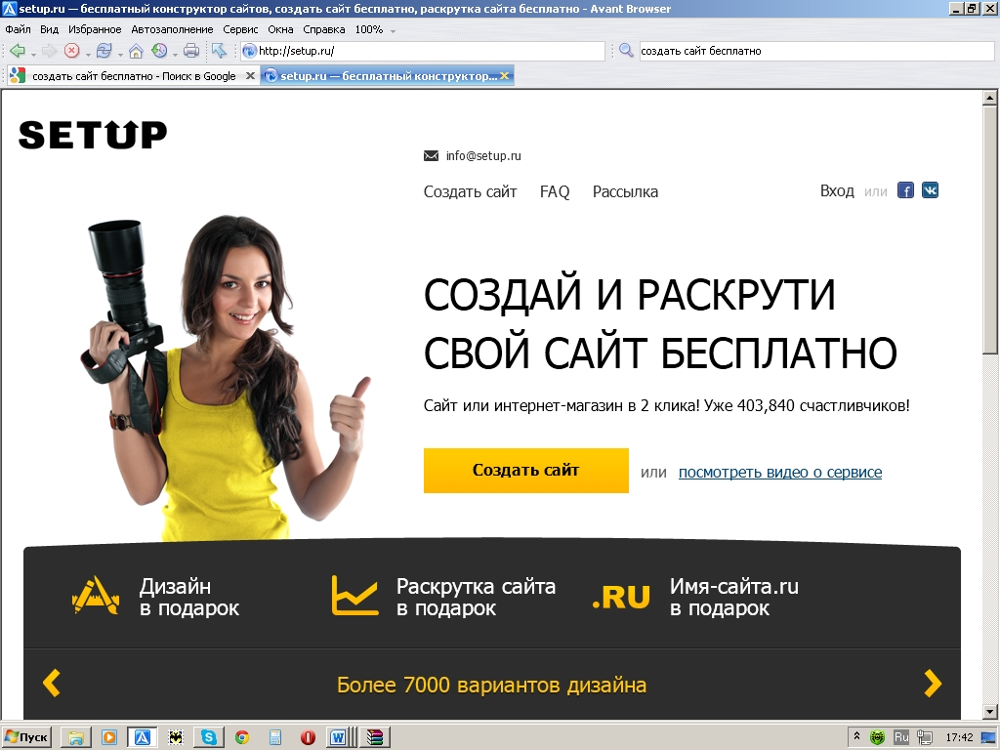 setup.ru — бесплатный конструктор сайтов, создать сайт бесплатно, раскрутка сайта бесплатно - Avant Browser
Файл Вид Избранное Автозаполнение Сервис Окна Справка 100%
http://setup.ru/
создать сайт бесплатно
создать сайт бесплатно - Поиск в Google
setup.ru — бесплатный конструктор...
SETUP
info@setup.ru
Создать сайт FAQ Рассылка
Вход или
СОЗДАЙ И РАСКРУТИ
СВОЙ САЙТ БЕСПЛАТНО
Сайт или интернет-магазин в 2 клика! Уже 403,840 счастливчиков!
Создать сайт или посмотреть видео о сервисе
Дизайн
в подарок
Раскрутка сайта
в подарок
.RU
Имя-сайта.ru
в подарок
Более 7000 вариантов дизайна
Пуск
Ru
17:42